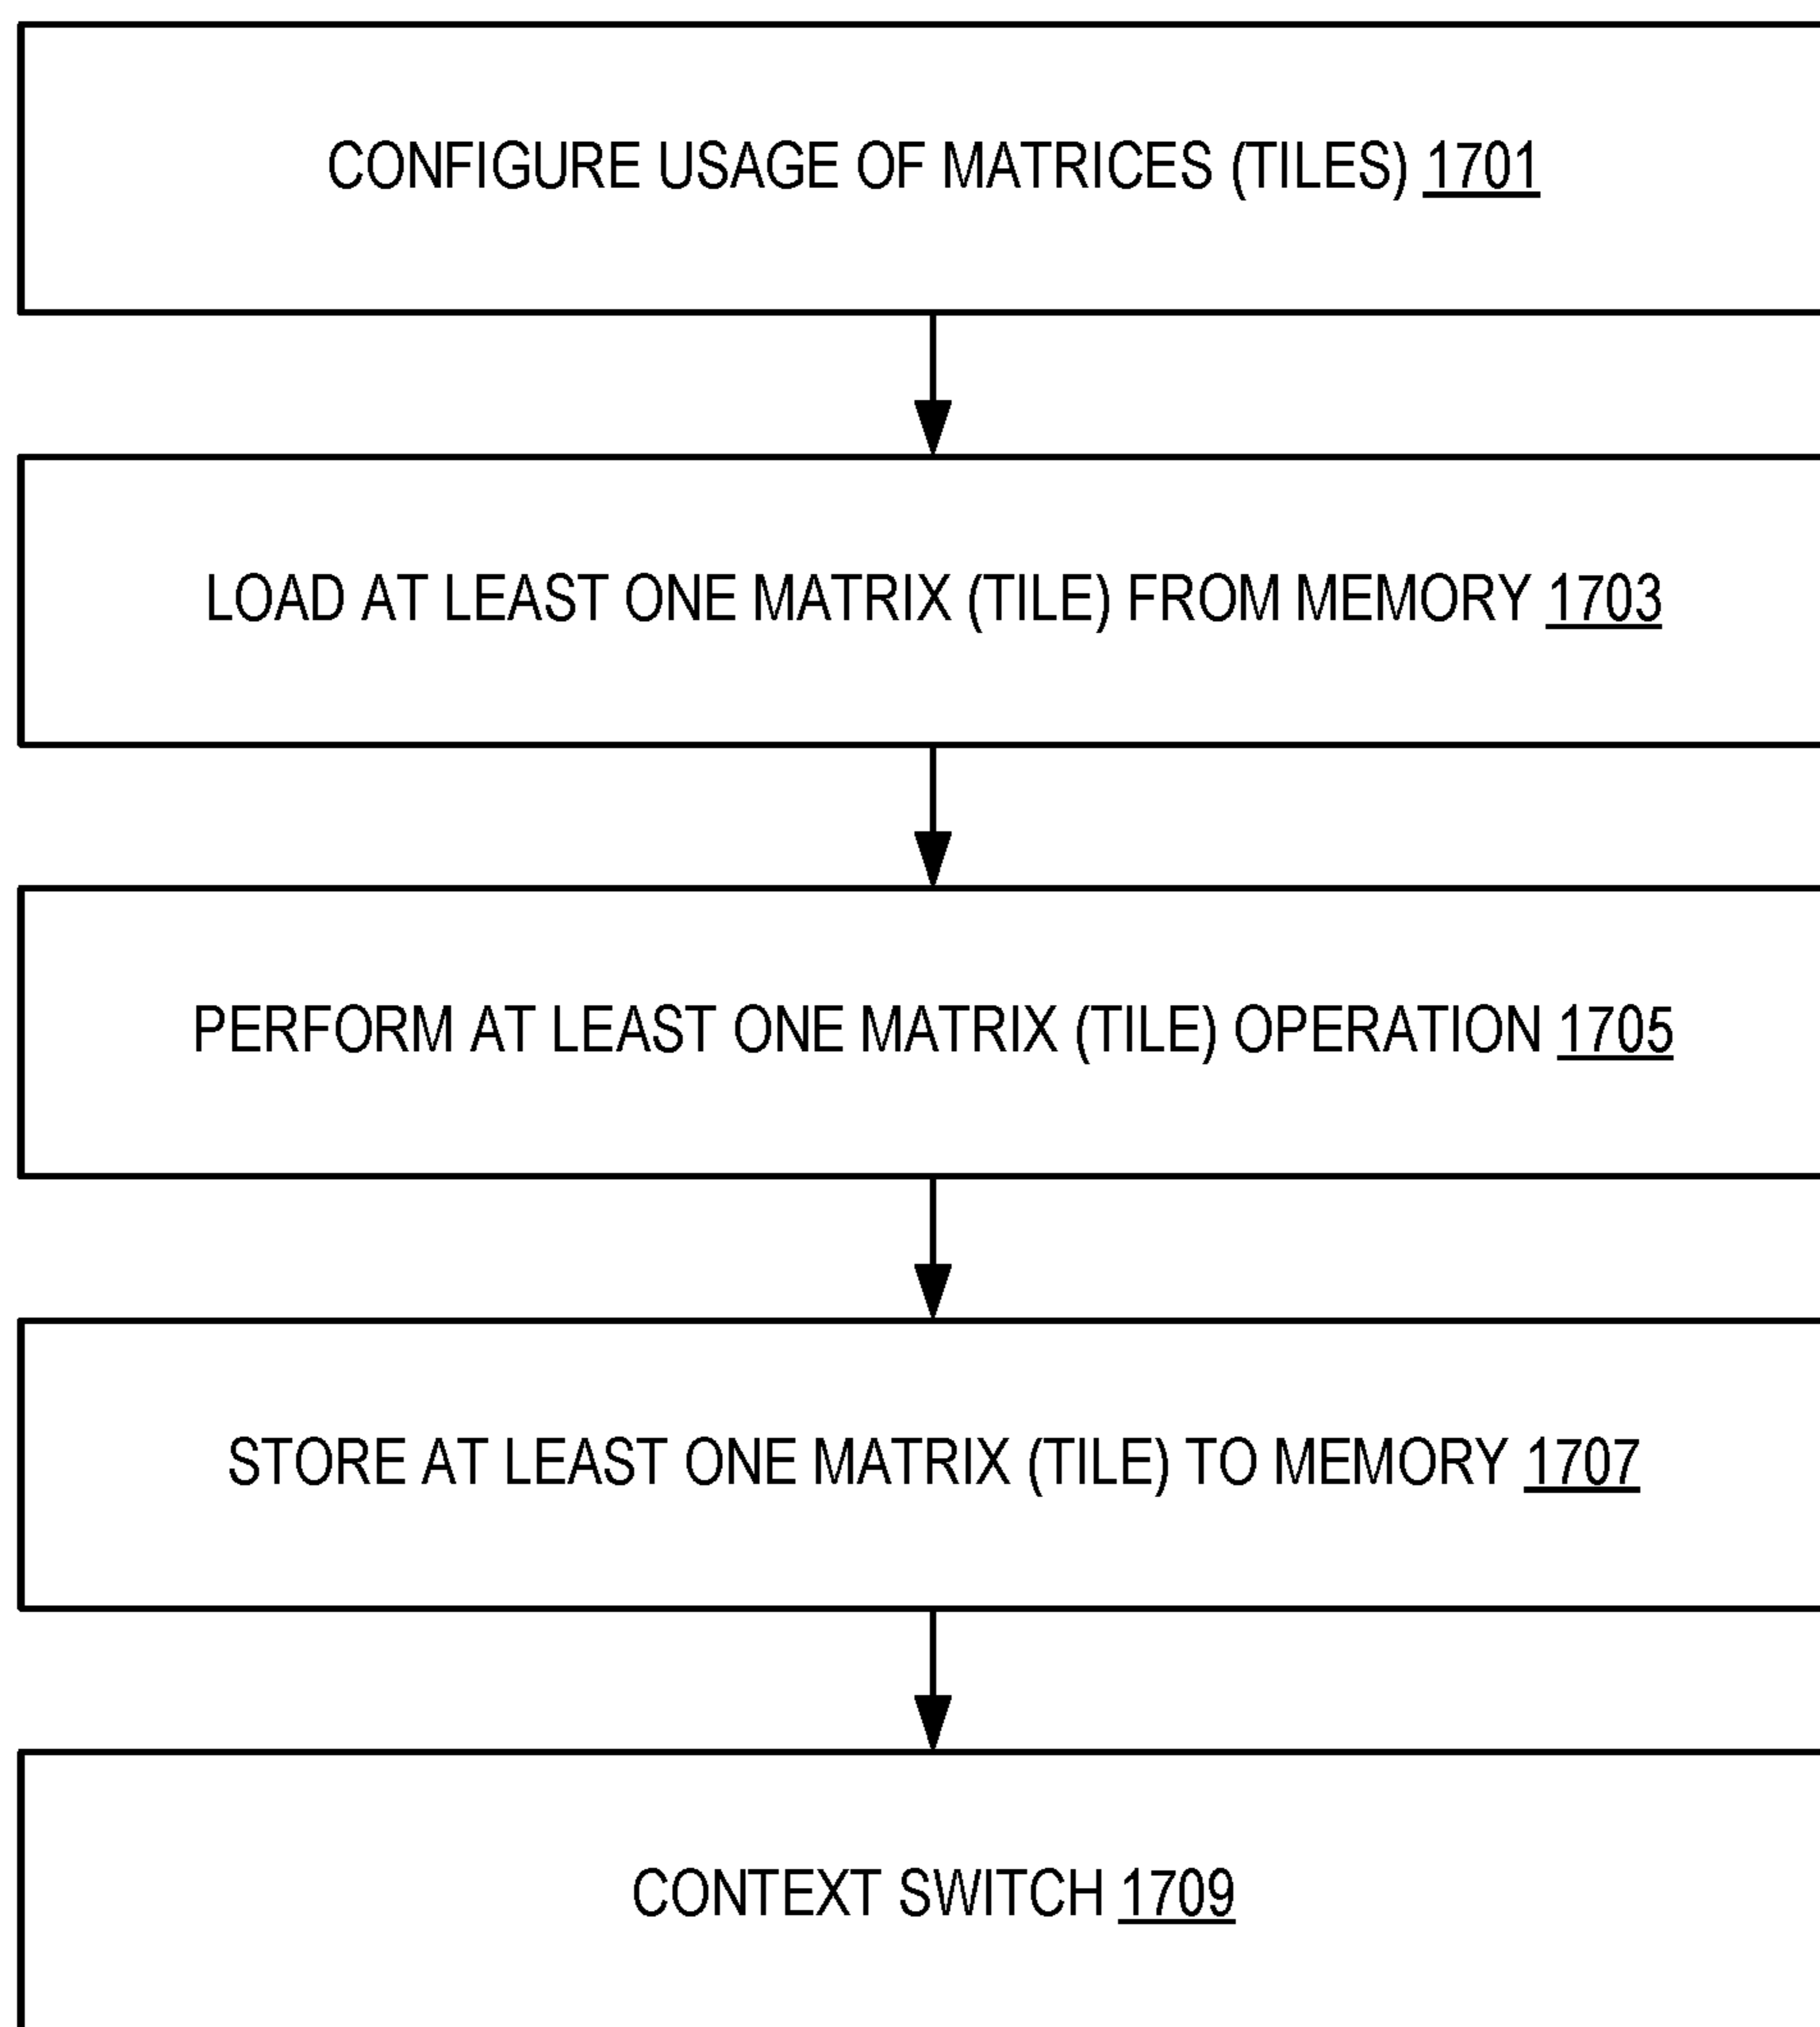 CONFIGURE USAGE OF MATRICES (TILES) 1701
LOAD AT LEAST ONE MATRIX (TILE) FROM MEMORY 1703
PERFORM AT LEAST ONE MATRIX (TILE) OPERATION 1705
STORE AT LEAST ONE MATRIX (TILE) TO MEMORY 1707
CONTEXT SWITCH 1709